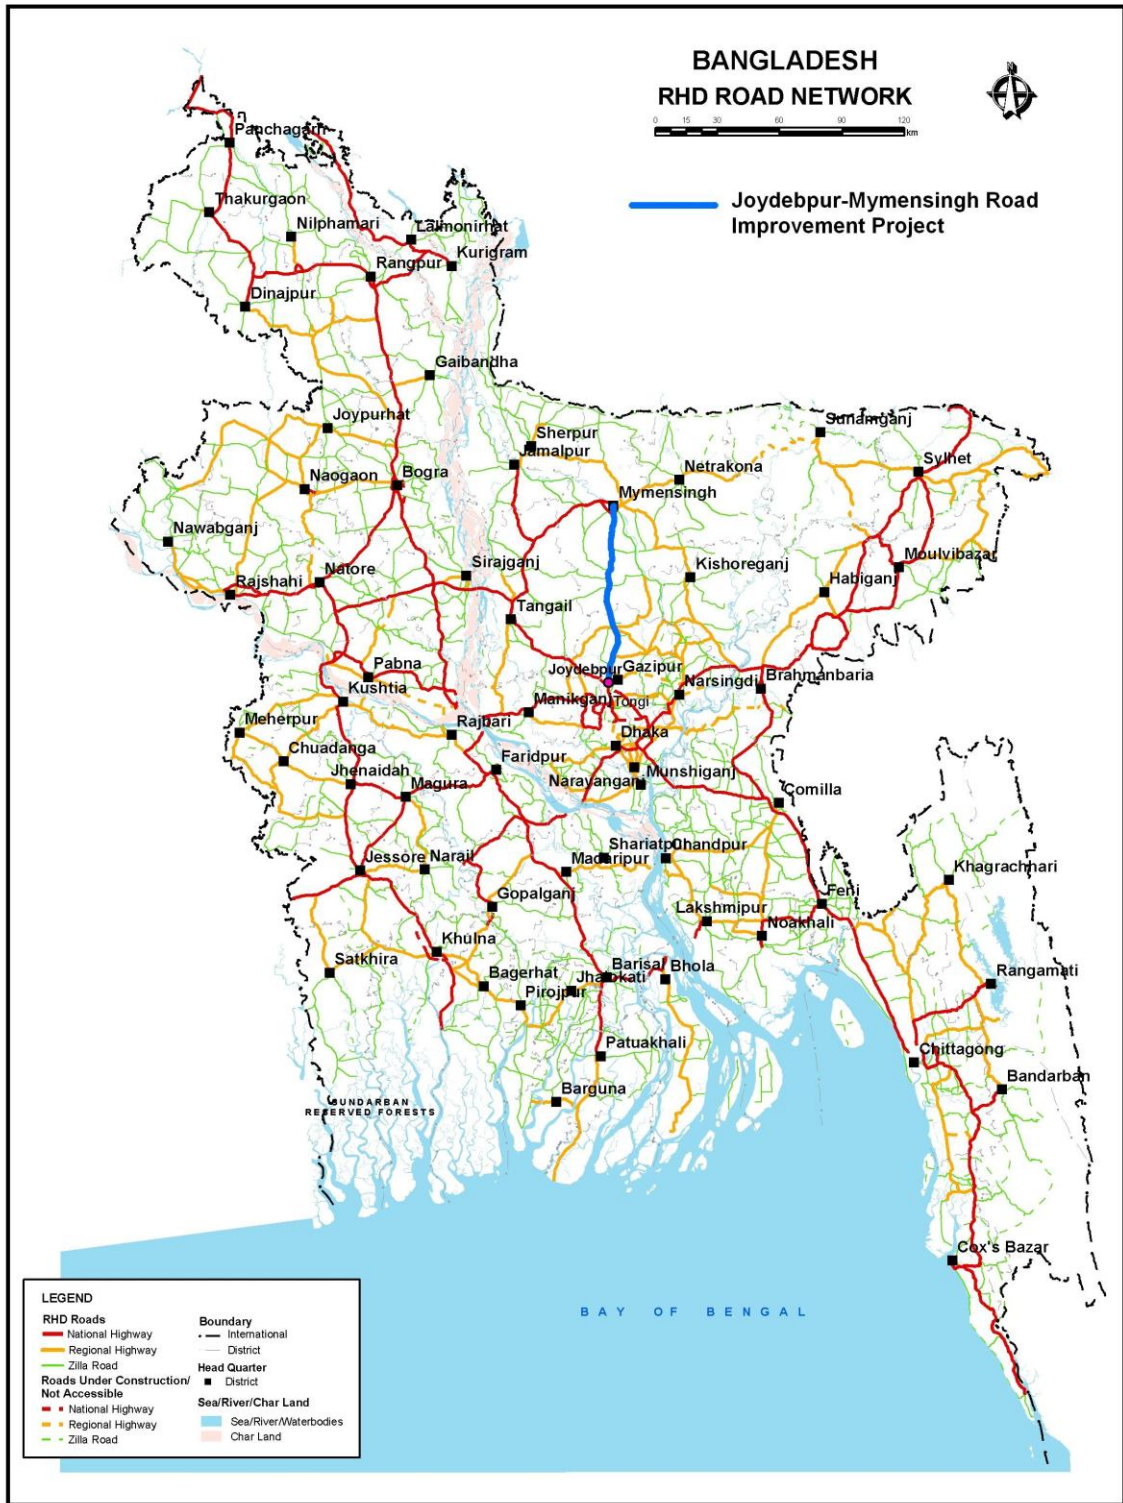 BANGLADESH
RHD ROAD NETWORK
0 15 30 60 90 120
km
N
Joydebpur-Mymensingh Road
Improvement Project
Panchagarh
Thakurgaon
Nilphamari
Lalmonirhat
Kurigram
Rangpur
Dinajpur
Gaibandha
Joypurhat
Sherpur
Jamalpur
Sunamganj
Sylhet
Netrakona
Naogaon
Bogra
Mymensingh
Nawabganj
Moulvibazar
Sirajganj
Kishoreganj
Habiganj
Rajshahi
Natore
Tangail
Pabna
Joydebpur
Gazipur
Narsingdi
Brahmanbaria
Kushtia
Manikganj
Tongi
Meherpur
Rajbari
Dhaka
Chuadanga
Faridpur
Munshiganj
Jhenaidah
Magura
Narayanganj
Comilla
Shariatpur
Chandpur
Jessore
Narail
Madaripur
Khagrachhari
Gopalganj
Feni
Lakshmipur
Noakhali
Khulna
Satkhira
Bagerhat
Jhalokati
Barisal
Bhola
Rangamati
Pirojpur
Patuakhali
Chittagong
Bandarban
Barguna
SUNDARBAN
RESERVED FORESTS
Cox's Bazar
BAY OF BENGAL
LEGEND
RHD Roads
National Highway
Regional Highway
Zilla Road
Roads Under Construction/
Not Accessible
National Highway
Regional Highway
Zilla Road
Boundary
International
District
Head Quarter
District
Sea/River/Char Land
Sea/River/Waterbodies
Char Land